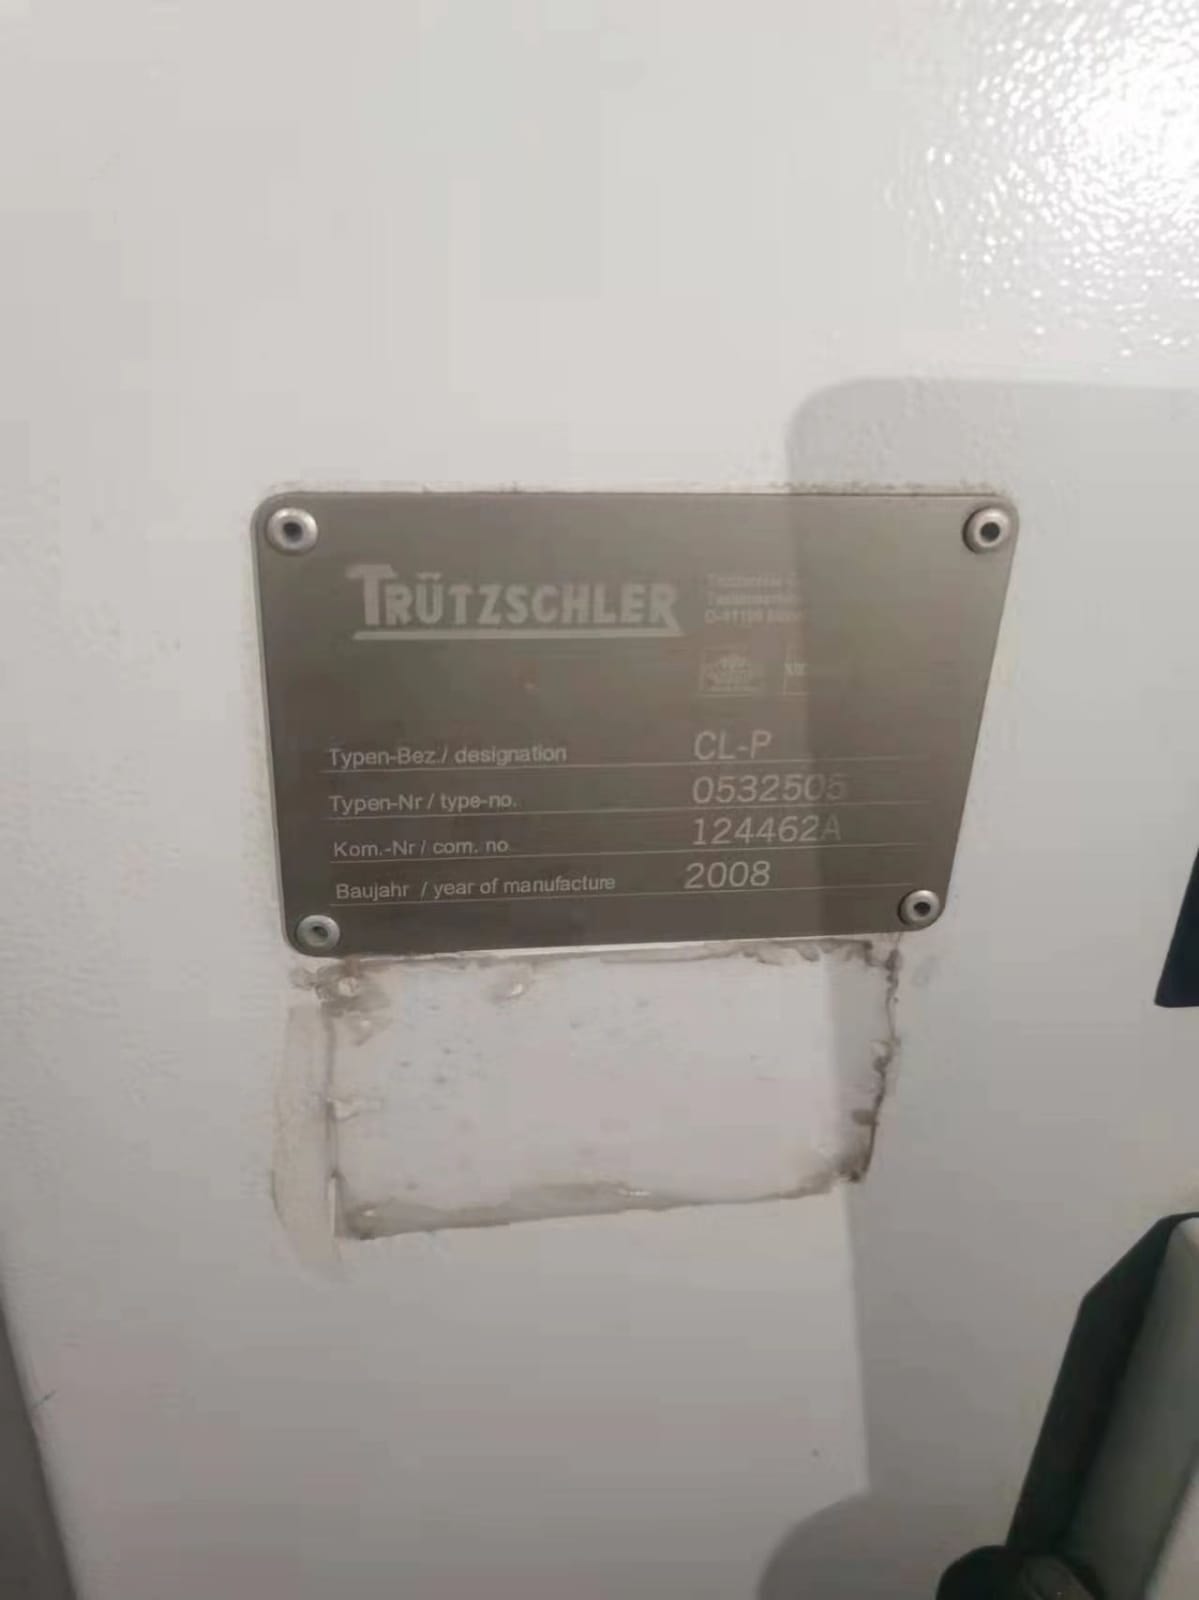 TRÜTZSCHLER
Typen-Bez./ designation CL-P
Typen-Nr / type-no. 0532505
Kom.-Nr / com. no 124462A
Baujahr / year of manufacture 2008